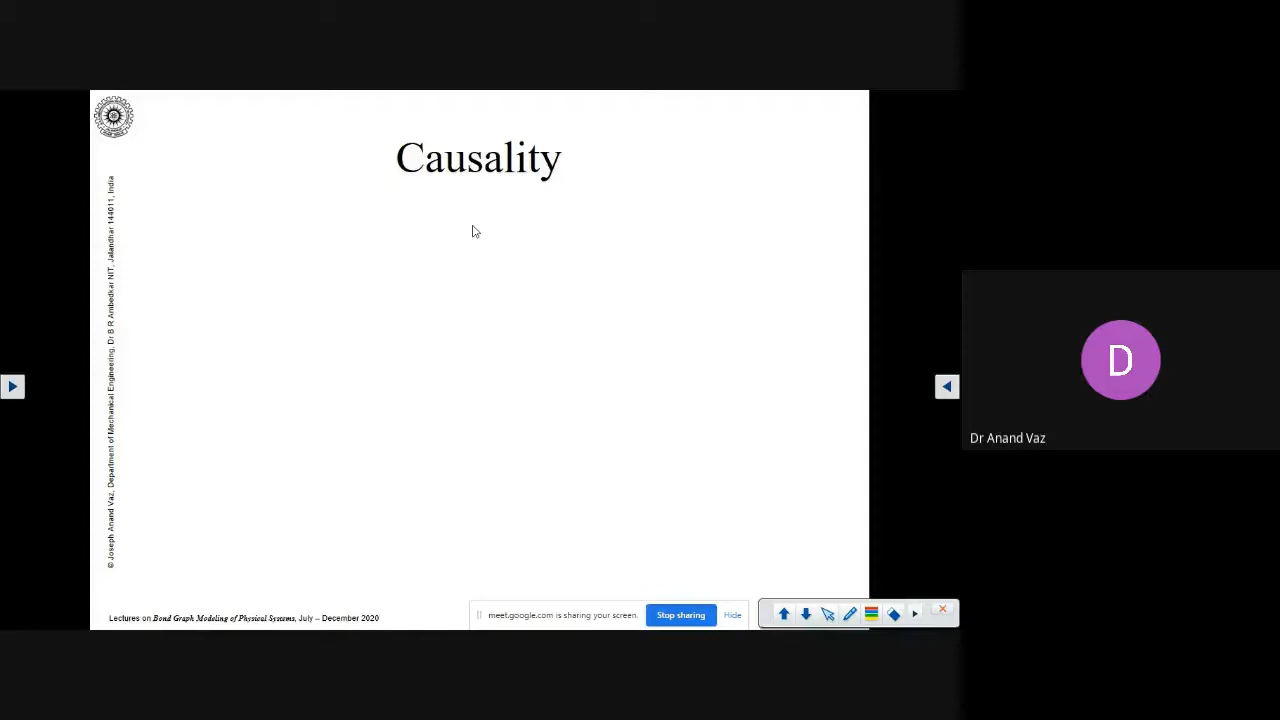 Causality
© Joseph Anand Vaz, Department of Mechanical Engineering, Dr B R Ambedkar NIT, Jalandhar 144011, India
Lectures on Bond Graph Modeling of Physical Systems, July – December 2020
meet.google.com is sharing your screen.
Stop sharing
Hide
D
Dr Anand Vaz